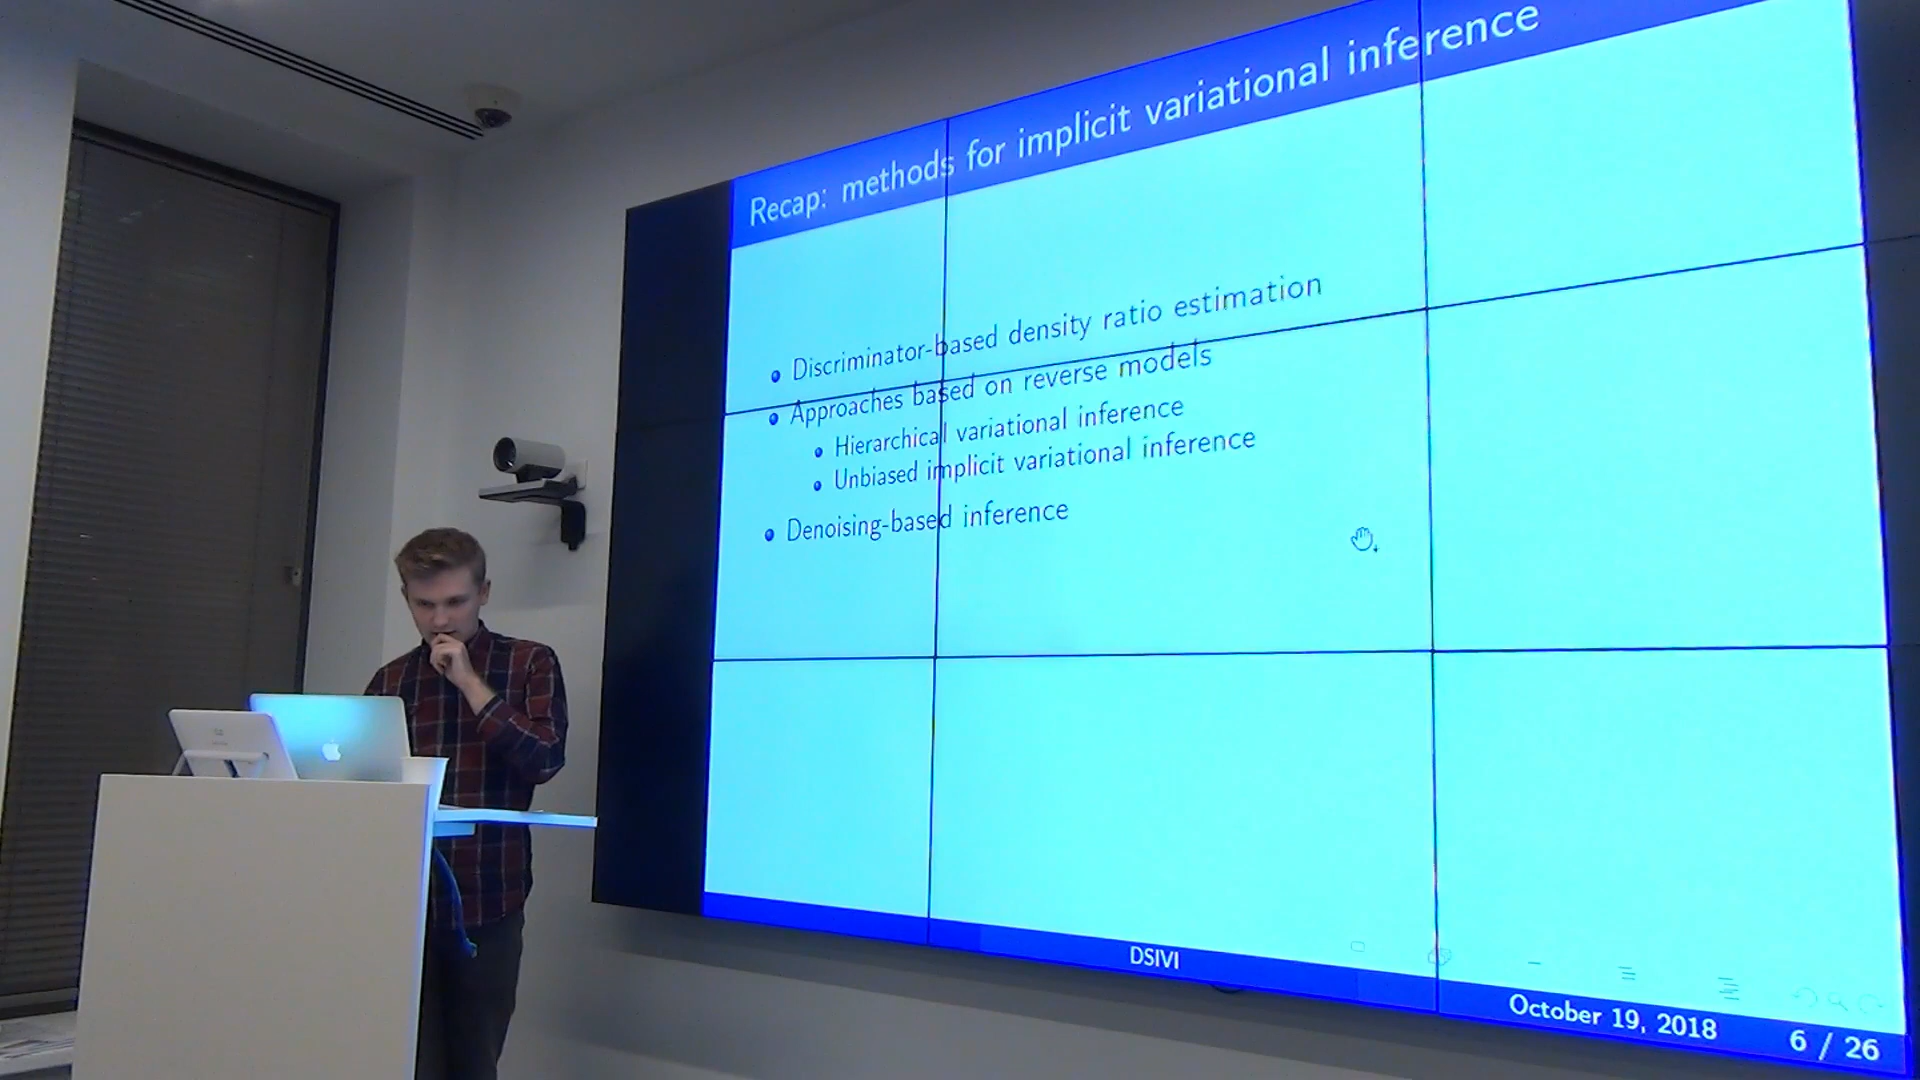 Recap: methods for implicit variational inference
Discriminator-based density ratio estimation
Approaches based on reverse models
Hierarchical variational inference
Unbiased implicit variational inference
Denoising-based inference
DSIVI
October 19, 2018
6 / 26